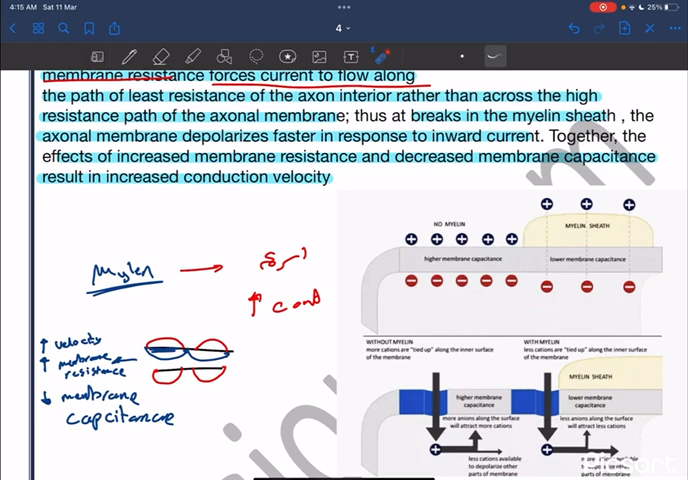 4:15 AM Sat 11 Mar
25%
4
membrane resistance forces current to flow along
the path of least resistance of the axon interior rather than across the high
resistance path of the axonal membrane; thus at breaks in the myelin sheath , the
axonal membrane depolarizes faster in response to inward current. Together, the
effects of increased membrane resistance and decreased membrane capacitance
result in increased conduction velocity
NO MYELIN
MYELIN SHEATH
higher membrane capacitance
lower membrane capacitance
Mylen
↑ cond
↑ velocity
↑ membrane
resistance
↓ membrane
capacitance
WITHOUT MYELIN
more cations are "tied up" along the inner surface
of the membrane
WITH MYELIN
less cations are "tied up" along the inner surface
of the membrane
MYELIN SHEATH
higher membrane
capacitance
lower membrane
capacitance
more anions along the surface
will attract more cations
less anions along the surface
will attract less cations
less cations available
to depolarize other
parts of membrane
parts of membrane